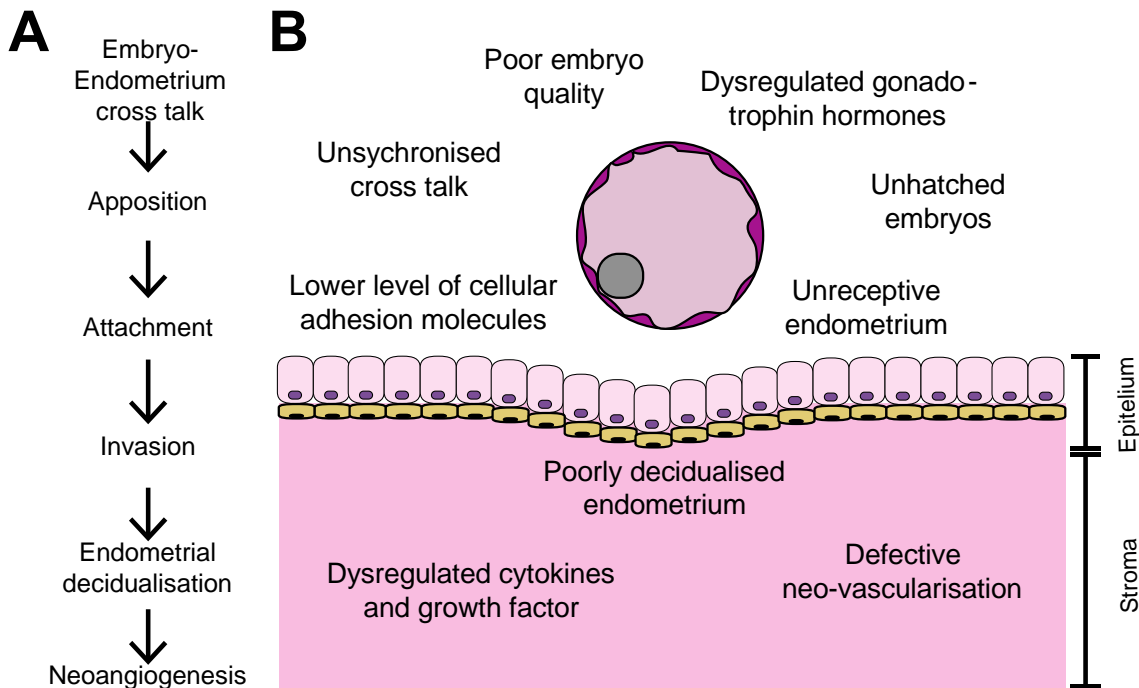 A
Embryo-
Endometrium
cross talk
Apposition
Attachment
Invasion
Endometrial
decidualisation
Neoangiogenesis
B
Poor embryo
quality
Dysregulated gonado-
trophin hormones
Unsychronised
cross talk
Unhatched
embryos
Lower level of cellular
adhesion molecules
Unreceptive
endometrium
Poorly decidualised
endometrium
Dysregulated cytokines
and growth factor
Defective
neo-vascularisation
Epitelium
Stroma